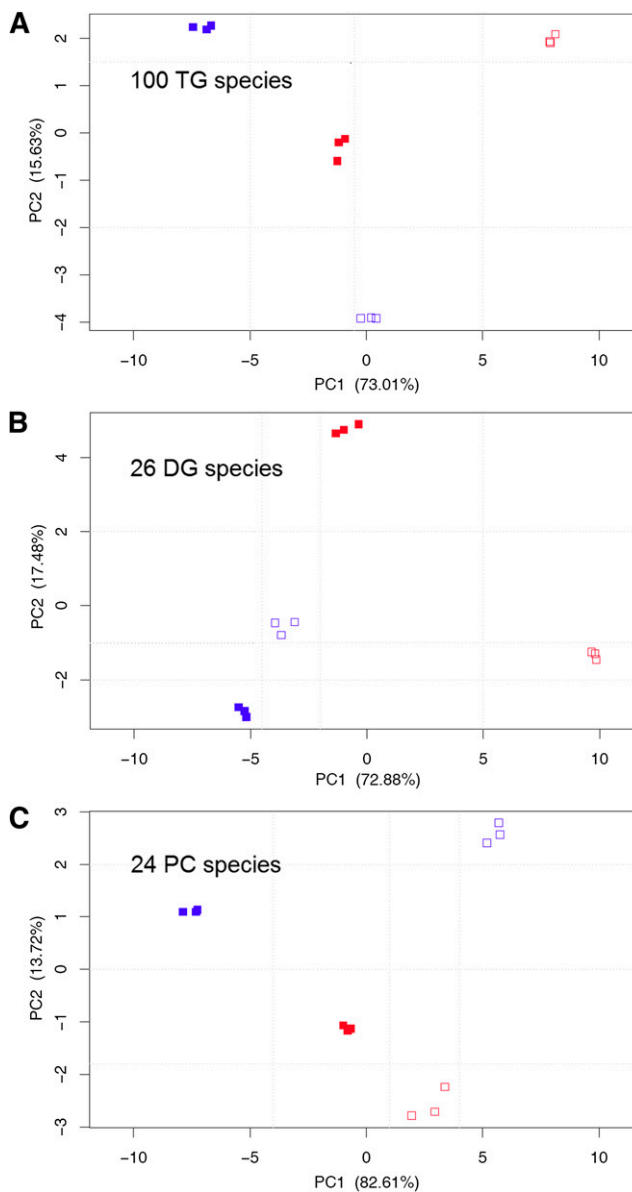 A
2
1
0
−1
−2
−3
−4
PC2 (15.63%)
100 TG species
−10
−5
0
5
10
PC1 (73.01%)
B
4
2
0
−2
PC2 (17.48%)
26 DG species
−10
−5
0
5
10
PC1 (72.88%)
C
3
2
1
0
−1
−2
−3
PC2 (13.72%)
24 PC species
−10
−5
0
5
10
PC1 (82.61%)